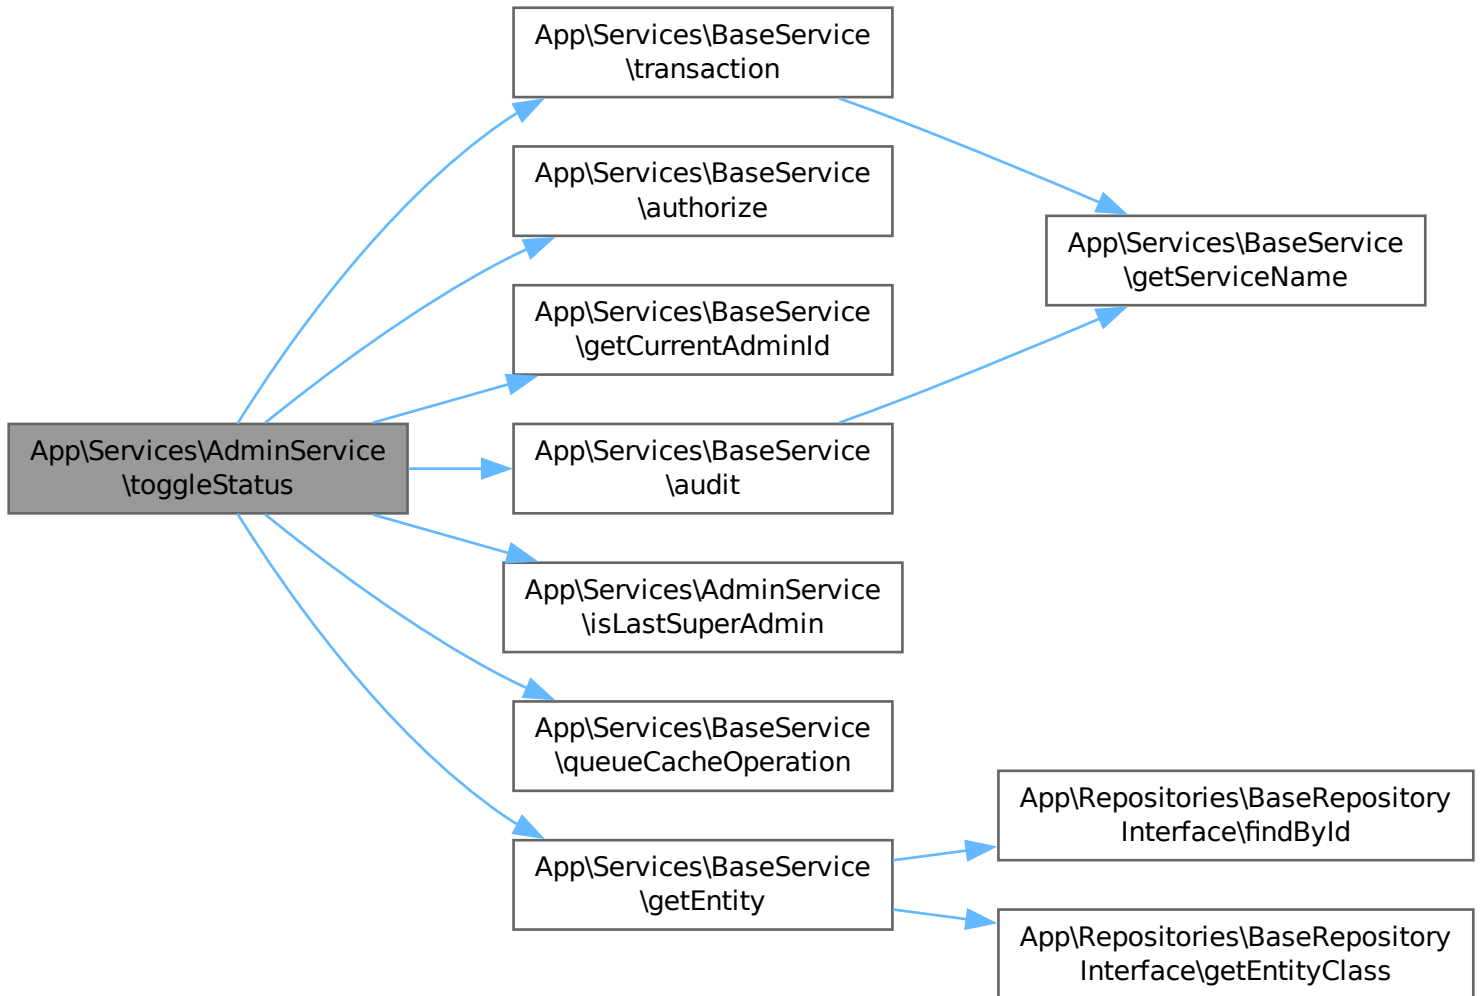 App\Services\BaseService
\transaction
App\Services\BaseService
\authorize
App\Services\BaseService
\getServiceName
App\Services\BaseService
\getCurrentAdminId
App\Services\AdminService
\toggleStatus
App\Services\BaseService
\audit
App\Services\AdminService
\isLastSuperAdmin
App\Services\BaseService
\queueCacheOperation
App\Services\BaseService
\getEntity
App\Repositories\BaseRepository
Interface\findById
App\Repositories\BaseRepository
Interface\getEntityClass